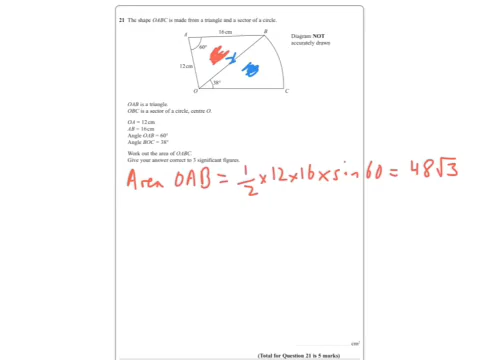 21 The shape OABC is made from a triangle and a sector of a circle.
A 16 cm B
Diagram NOT
accurately drawn
60°
12 cm
38°
O C
OAB is a triangle.
OBC is a sector of a circle, centre O.
OA = 12 cm
AB = 16 cm
Angle OAB = 60°
Angle BOC = 38°
Work out the area of OABC.
Give your answer correct to 3 significant figures.
Area OAB = 1/2 × 12 × 16 × sin 60 = 48√3
cm²
(Total for Question 21 is 5 marks)